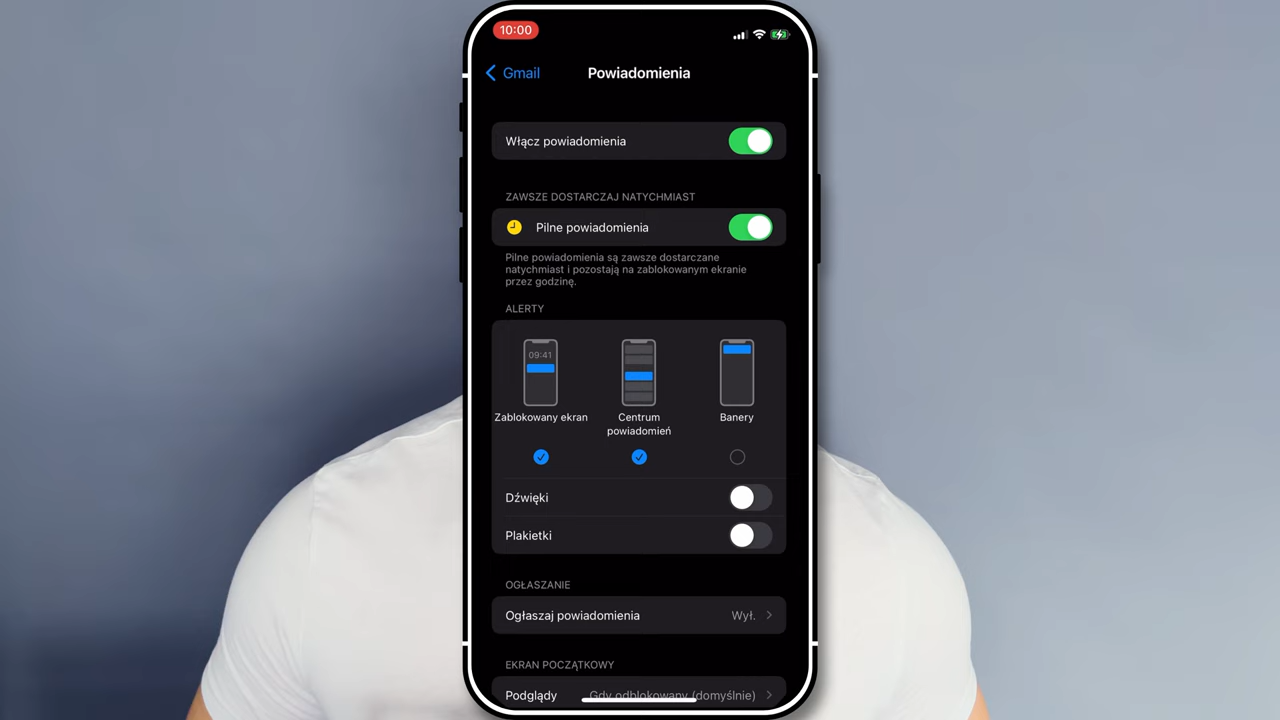 10:00
Gmail
Powiadomienia
Włącz powiadomienia
ZAWSZE DOSTARCZAJ NATYCHMIAST
Pilne powiadomienia
Pilne powiadomienia są zawsze dostarczane
natychmiast i pozostają na zablokowanym ekranie
przez godzinę.
ALERTY
09:41
Zablokowany ekran
Centrum
powiadomień
Banery
Dźwięki
Plakietki
OGŁASZANIE
Ogłaszaj powiadomienia Wył.
EKRAN POCZĄTKOWY
Podglądy Gdy odblokowany (domyślnie)